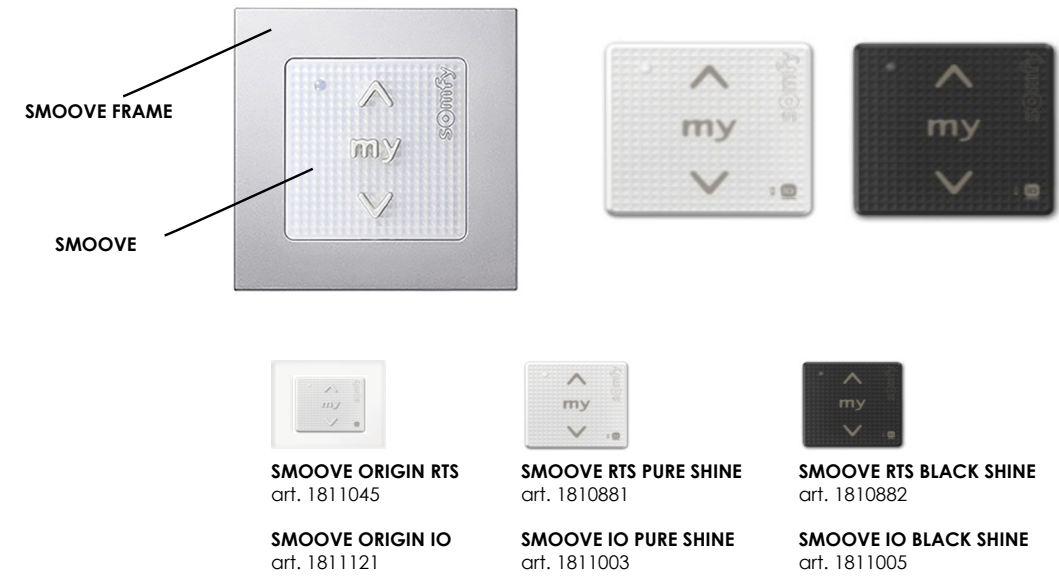 SMOOVE FRAME
SMOOVE
somfy
my
my
my
my
my
my
SMOOVE ORIGIN RTS
art. 1811045
SMOOVE RTS PURE SHINE
art. 1810881
SMOOVE RTS BLACK SHINE
art. 1810882
SMOOVE ORIGIN IO
art. 1811121
SMOOVE IO PURE SHINE
art. 1811003
SMOOVE IO BLACK SHINE
art. 1811005